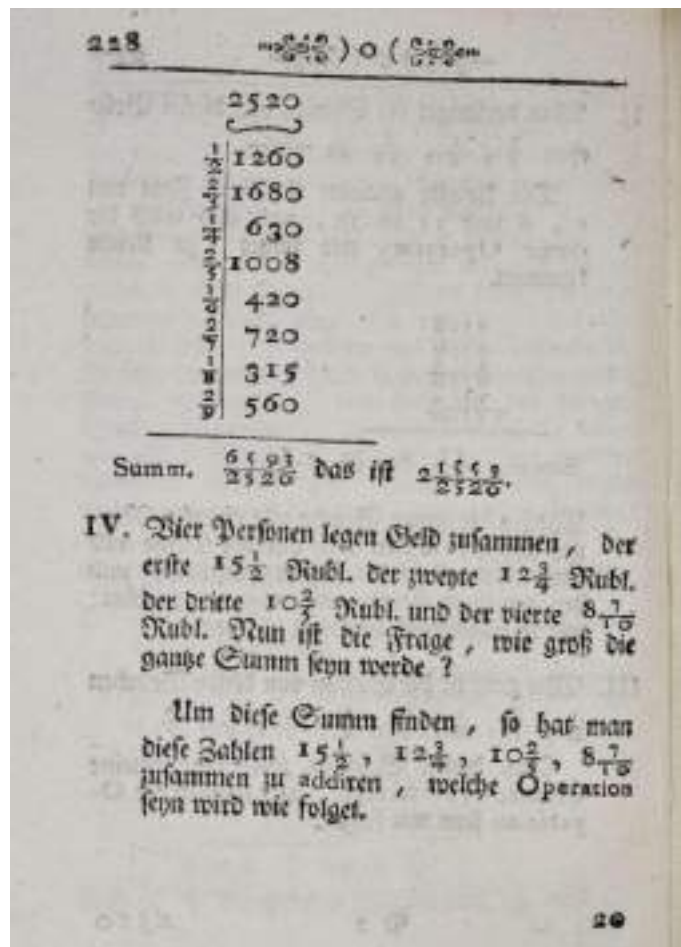 228 ) o (
2520
1/2 1260
2/3 1680
1/4 630
2/5 1008
1/6 420
2/7 720
1/8 315
2/9 560
Summ. 6593/2520 das ist 2 1553/2520.
IV. Vier Personen legen Geld zusammen, der
erste 15 1/2 Rubl. der zweyte 12 3/4 Rubl.
der dritte 10 2/5 Rubl. und der vierte 8 7/10
Rubl. Nun ist die Frage, wie groß die
gantze Summ seyn werde?
Um diese Summ finden, so hat man
diese Zahlen 15 1/2, 12 3/4, 10 2/5, 8 7/10
zusammen zu addiren, welche Operation
seyn wird wie folget.
20